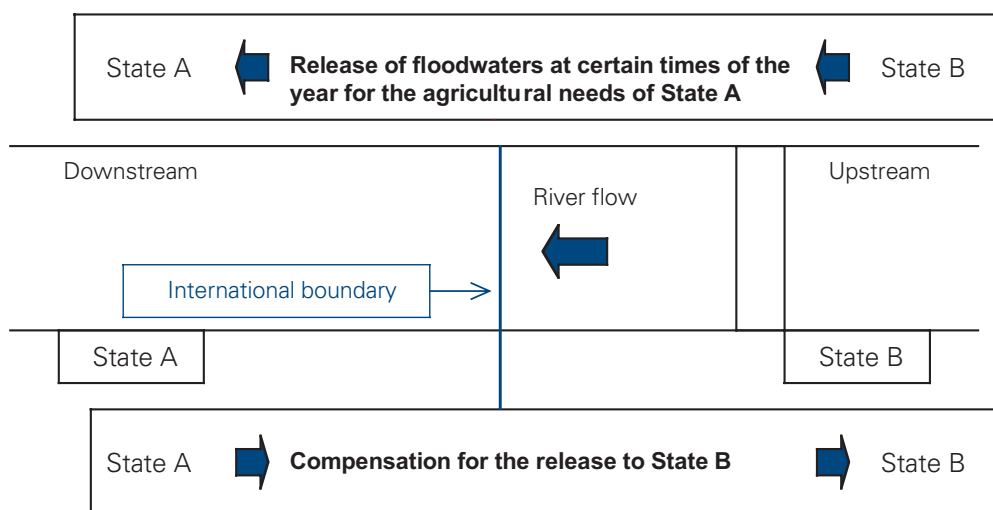 State A
Release of floodwaters at certain times of the
year for the agricultural needs of State A
State B
Downstream
Upstream
River flow
International boundary
State A
State B
State A
Compensation for the release to State B
State B